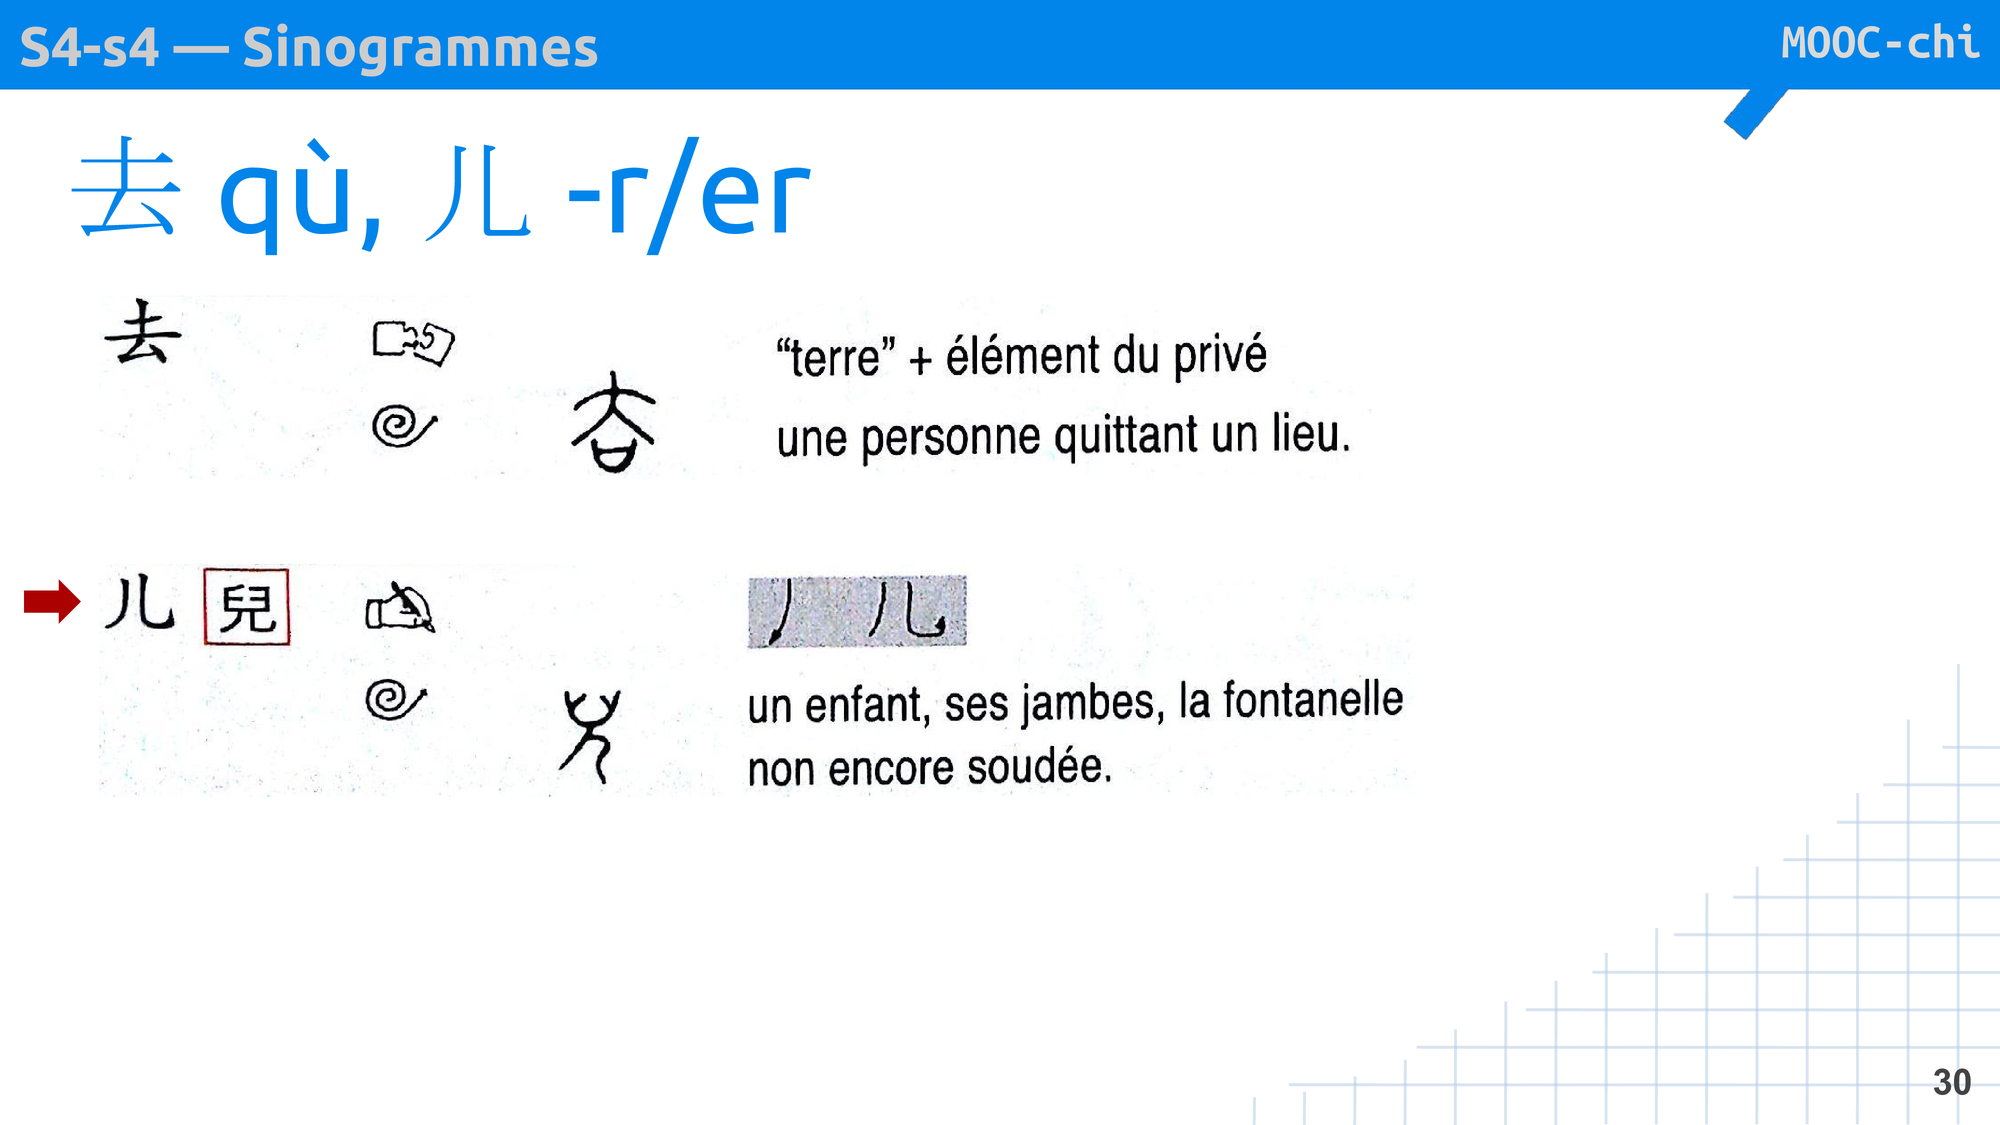 S4-s4 — Sinogrammes
MOOC-chi
去 qù, 儿 -r/er
去
“terre” + élément du privé
une personne quittant un lieu.
儿 兒
丿 儿
un enfant, ses jambes, la fontanelle
non encore soudée.
30